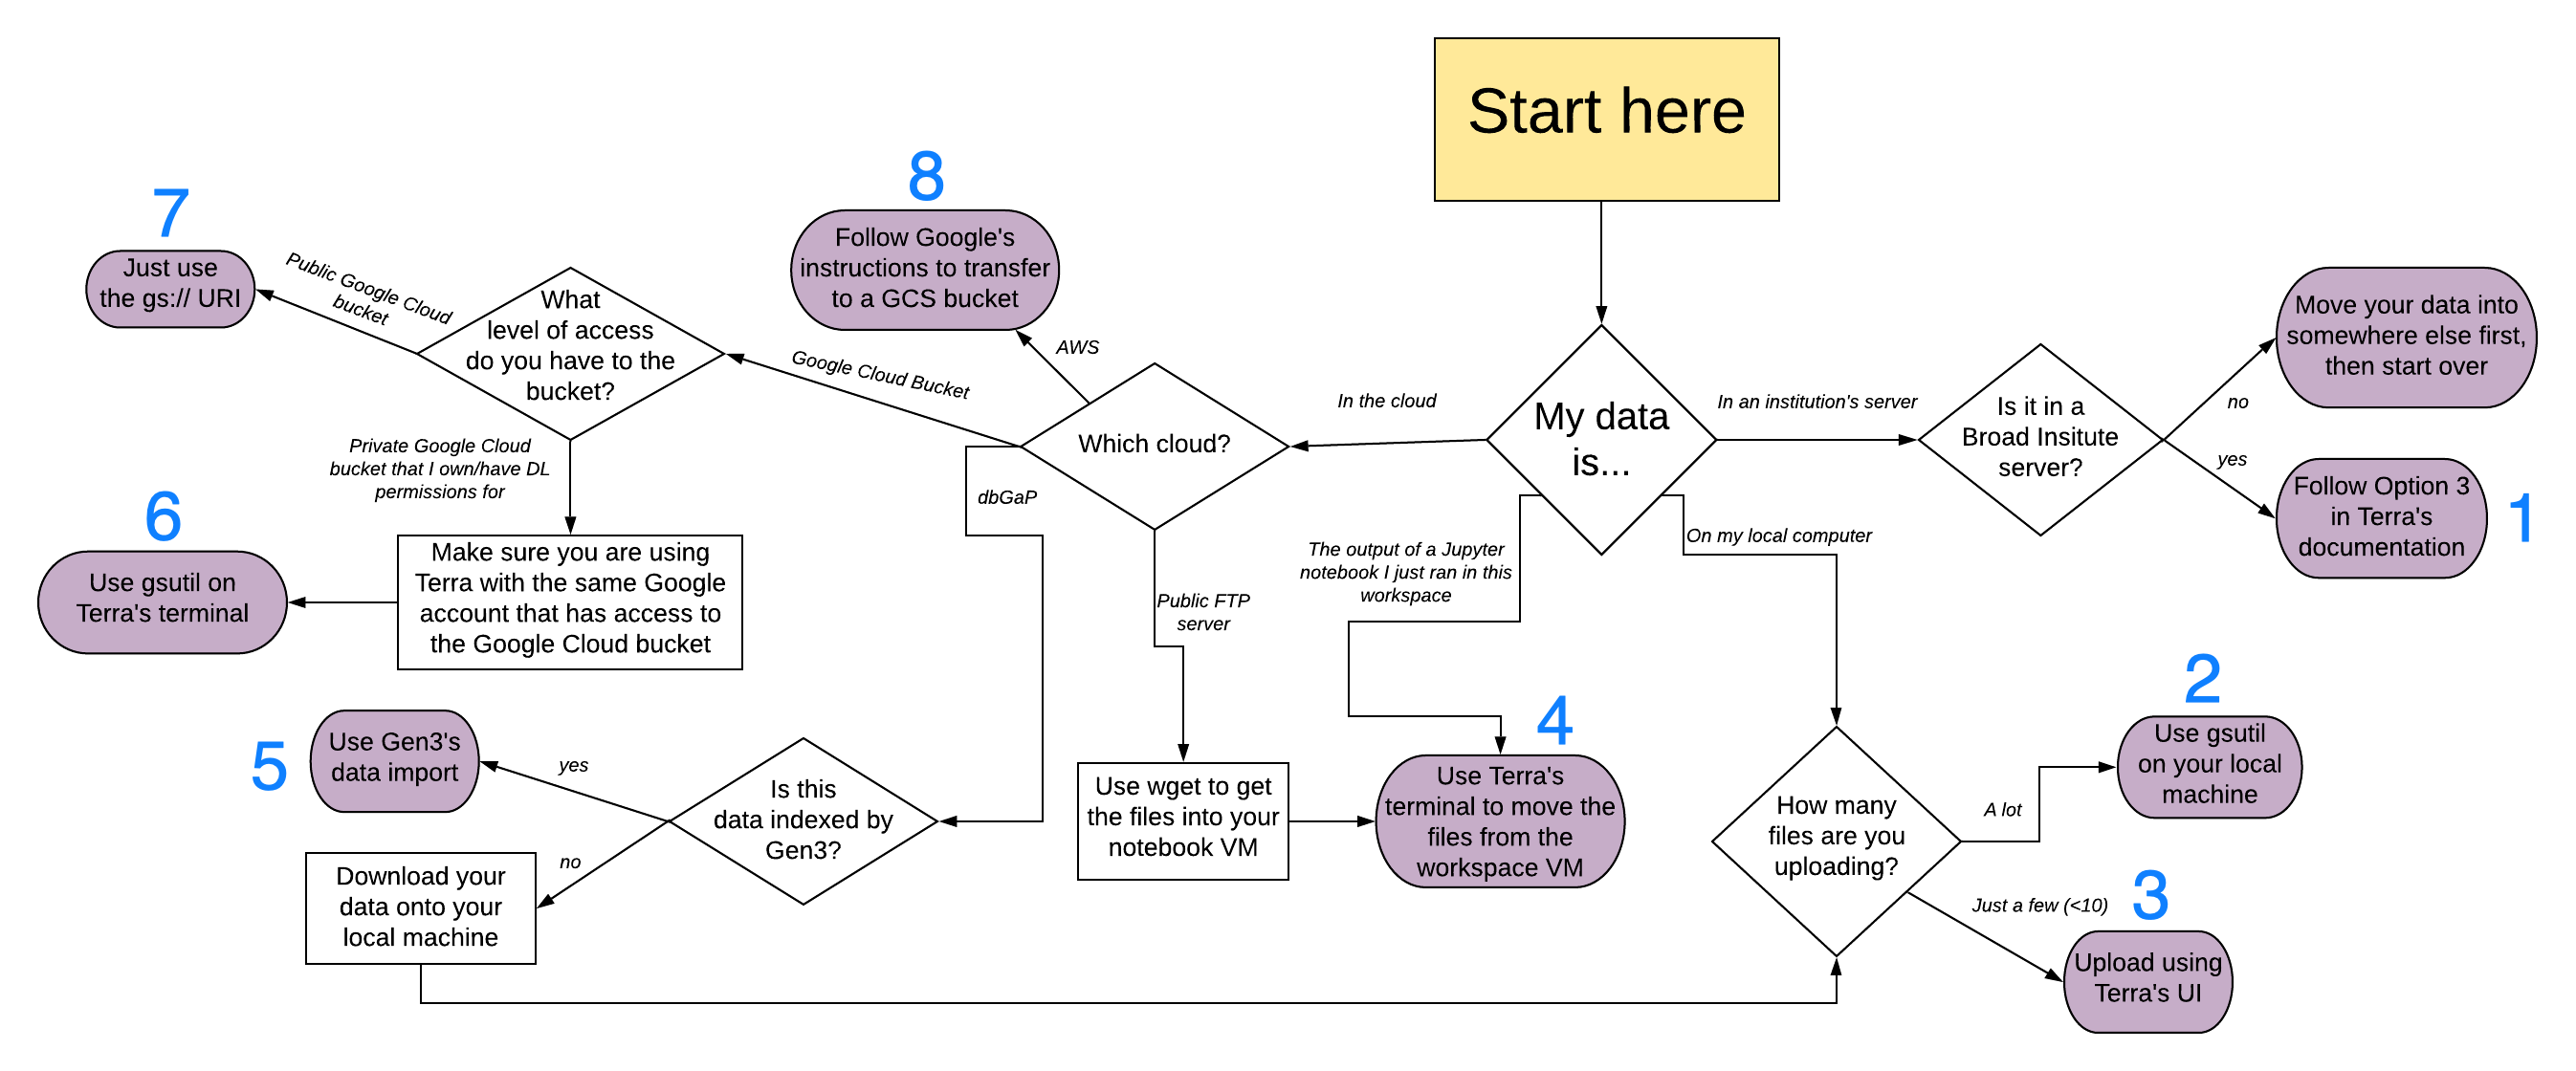 Start here
8
7
Follow Google's
instructions to transfer
to a GCS bucket
Just use
the gs:// URI
Public Google Cloud
bucket
What
level of access
do you have to the
bucket?
AWS
Google Cloud Bucket
Which cloud?
In the cloud
My data
is...
In an institution's server
Is it in a
Broad Insitute
server?
Move your data into
somewhere else first,
then start over
no
yes
Follow Option 3
in Terra's
documentation
1
Private Google Cloud
bucket that I own/have DL
permissions for
6
Use gsutil on
Terra's terminal
Make sure you are using
Terra with the same Google
account that has access to
the Google Cloud bucket
dbGaP
Public FTP
server
The output of a Jupyter
notebook I just ran in this
workspace
On my local computer
5
Use Gen3's
data import
yes
Is this
data indexed by
Gen3?
no
Download your
data onto your
local machine
Use wget to get
the files into your
notebook VM
4
Use Terra's
terminal to move the
files from the
workspace VM
How many
files are you
uploading?
A lot
2
Use gsutil
on your local
machine
Just a few (<10)
3
Upload using
Terra's UI